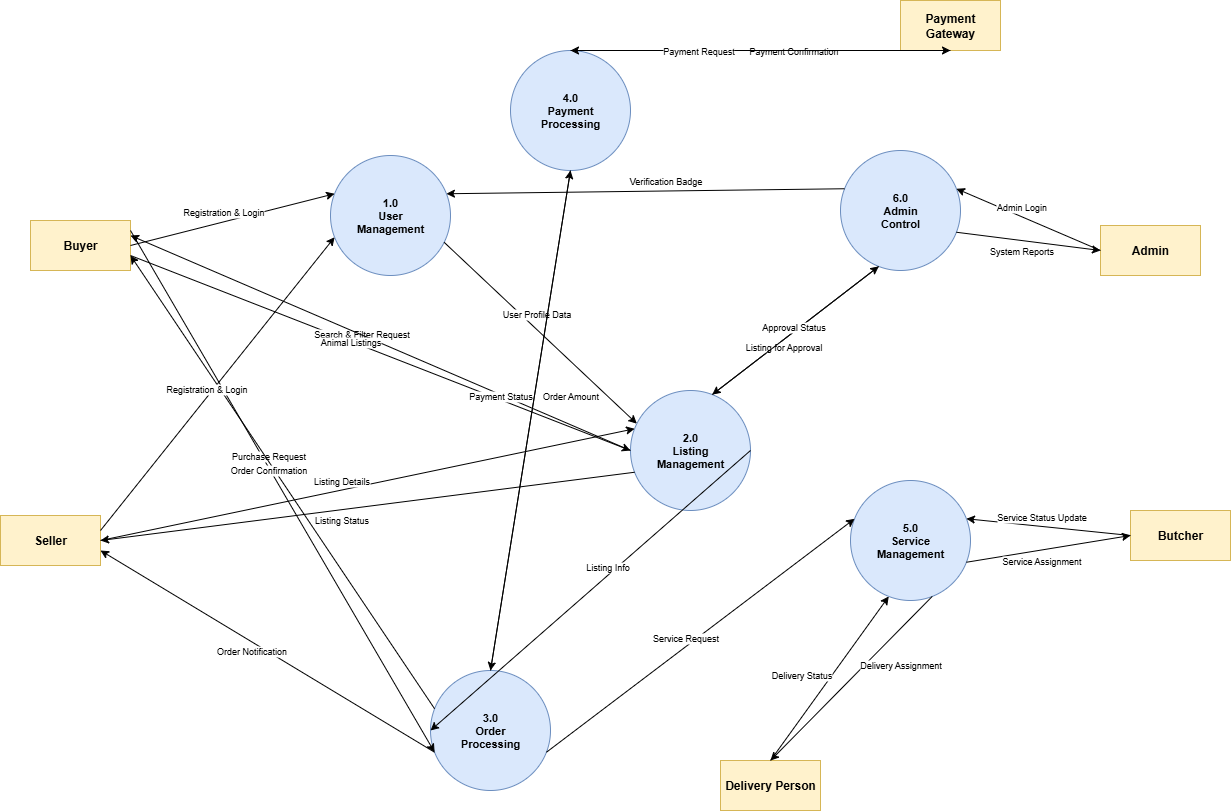 Payment
Gateway
Payment Request
Payment Confirmation
4.0
Payment
Processing
Verification Badge
1.0
User
Management
6.0
Admin
Control
Admin Login
System Reports
Admin
Registration & Login
Buyer
User Profile Data
Search & Filter Request
Animal Listings
Approval Status
Listing for Approval
Registration & Login
Payment Status
Order Amount
2.0
Listing
Management
Purchase Request
Order Confirmation
Listing Details
Listing Status
Seller
5.0
Service
Management
Service Status Update
Service Assignment
Butcher
Listing Info
Service Request
Order Notification
Delivery Status
Delivery Assignment
3.0
Order
Processing
Delivery Person